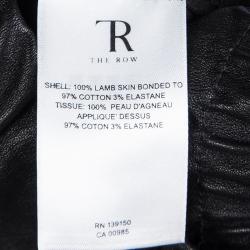 TR
THE ROW
SHELL: 100% LAMB SKIN BONDED TO
97% COTTON 3% ELASTANE
TISSUE: 100% PEAU D'AGNEAU
APPLIQUE' DESSUS
97% COTON 3% ELASTANE
RN 139150
CA 00985